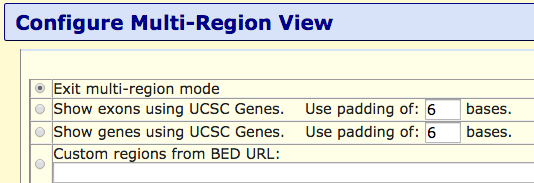 Configure Multi-Region View
Exit multi-region mode
Show exons using UCSC Genes. Use padding of: 6 bases.
Show genes using UCSC Genes. Use padding of: 6 bases.
Custom regions from BED URL: